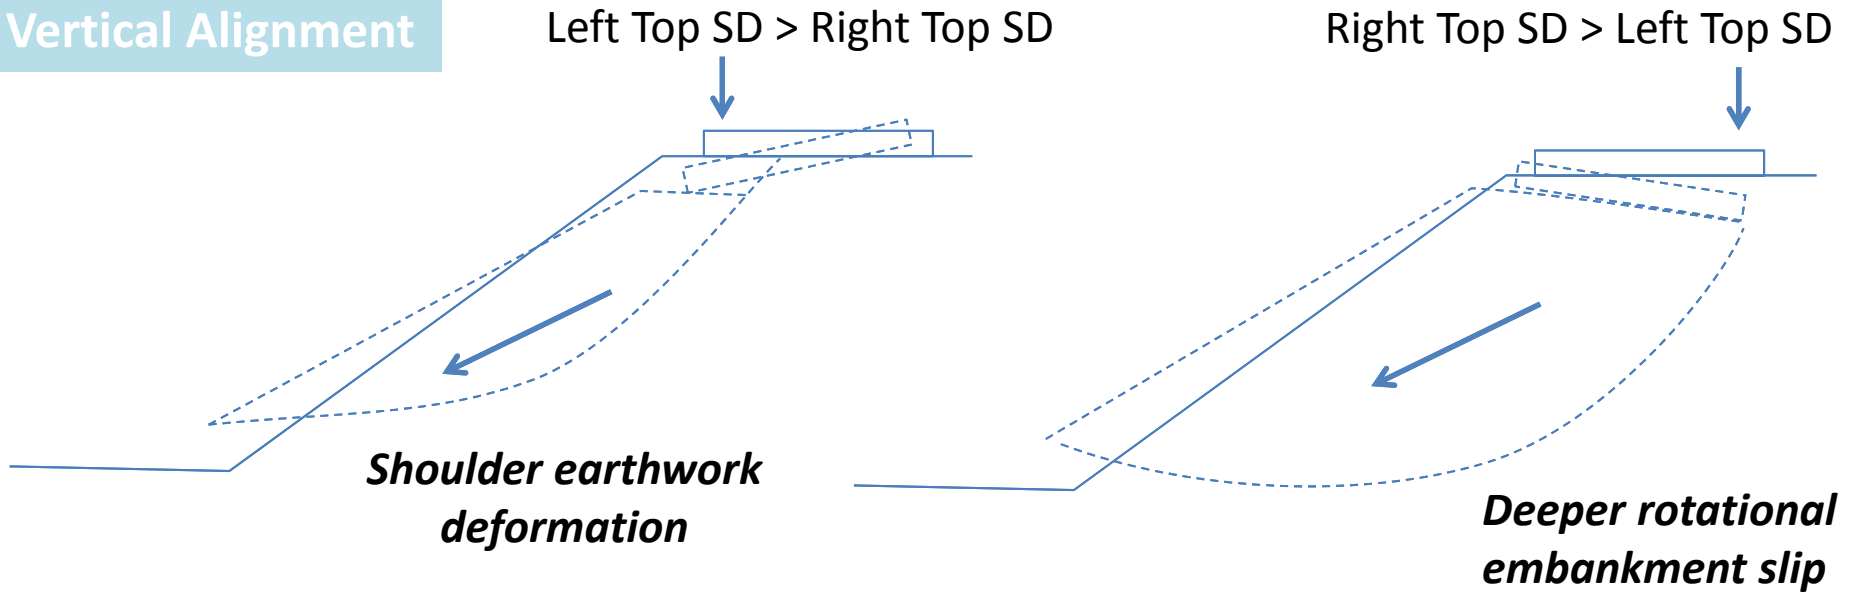 Vertical Alignment
Left Top SD > Right Top SD
Right Top SD > Left Top SD
Shoulder earthwork
deformation
Deeper rotational
embankment slip